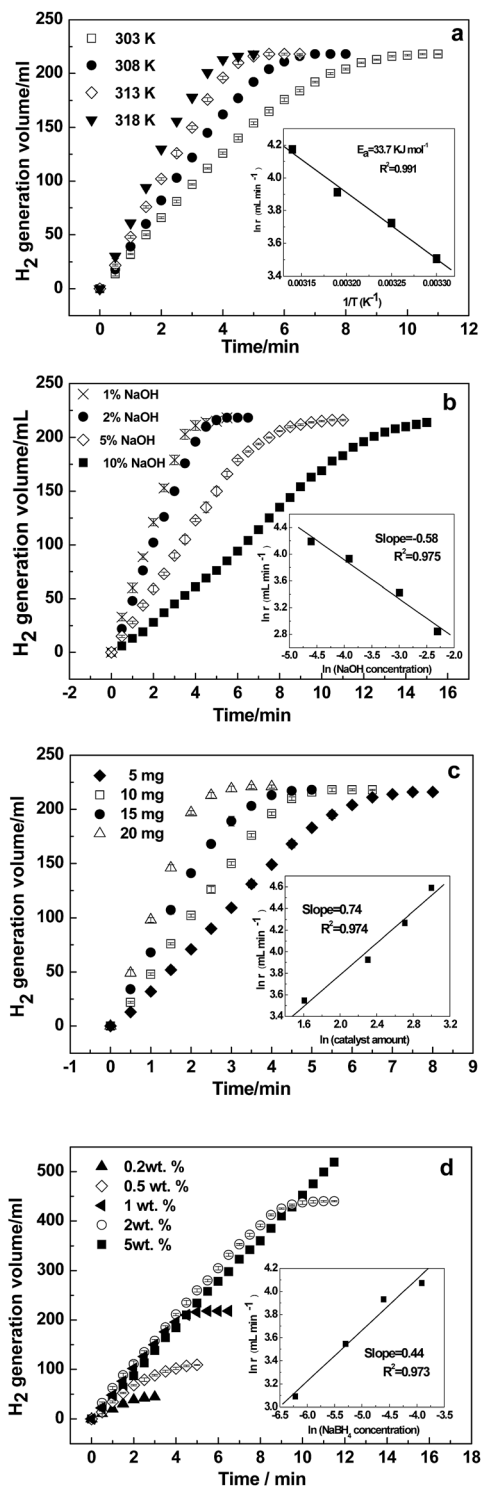 a
H2 generation volume/ml
250
200
150
100
50
0
303 K
308 K
313 K
318 K
Ea=33.7 KJ mol-1
R2=0.991
ln r (mL min -1)
4.2
4.0
3.8
3.6
3.4
0.00315 0.00320 0.00325 0.00330
1/T (K-1)
0 2 4 6 8 10 12
Time/min
b
H2 generation volume/mL
250
200
150
100
50
0
1% NaOH
2% NaOH
5% NaOH
10% NaOH
Slope=-0.58
R2=0.975
ln r (mL min -1)
4.4
4.0
3.6
3.2
2.8
-5.0 -4.5 -4.0 -3.5 -3.0 -2.5 -2.0
ln (NaOH concentration)
-2 0 2 4 6 8 10 12 14 16
Time/min
c
H2 generation volume/ml
250
200
150
100
50
0
5 mg
10 mg
15 mg
20 mg
Slope=0.74
R2=0.974
ln r (mL min -1)
4.6
4.4
4.2
4.0
3.8
3.6
3.4
1.6 2.0 2.4 2.8 3.2
ln (catalyst amount)
-1 0 1 2 3 4 5 6 7 8 9
Time/min
d
H2 generation volume/ml
500
400
300
200
100
0
0.2wt. %
0.5 wt. %
1 wt. %
2wt. %
5wt. %
Slope=0.44
R2=0.973
ln r (mL min -1)
4.2
3.9
3.6
3.3
3.0
-6.5 -6.0 -5.5 -5.0 -4.5 -4.0 -3.5
ln (NaBH4 concentration)
0 2 4 6 8 10 12 14 16 18
Time / min